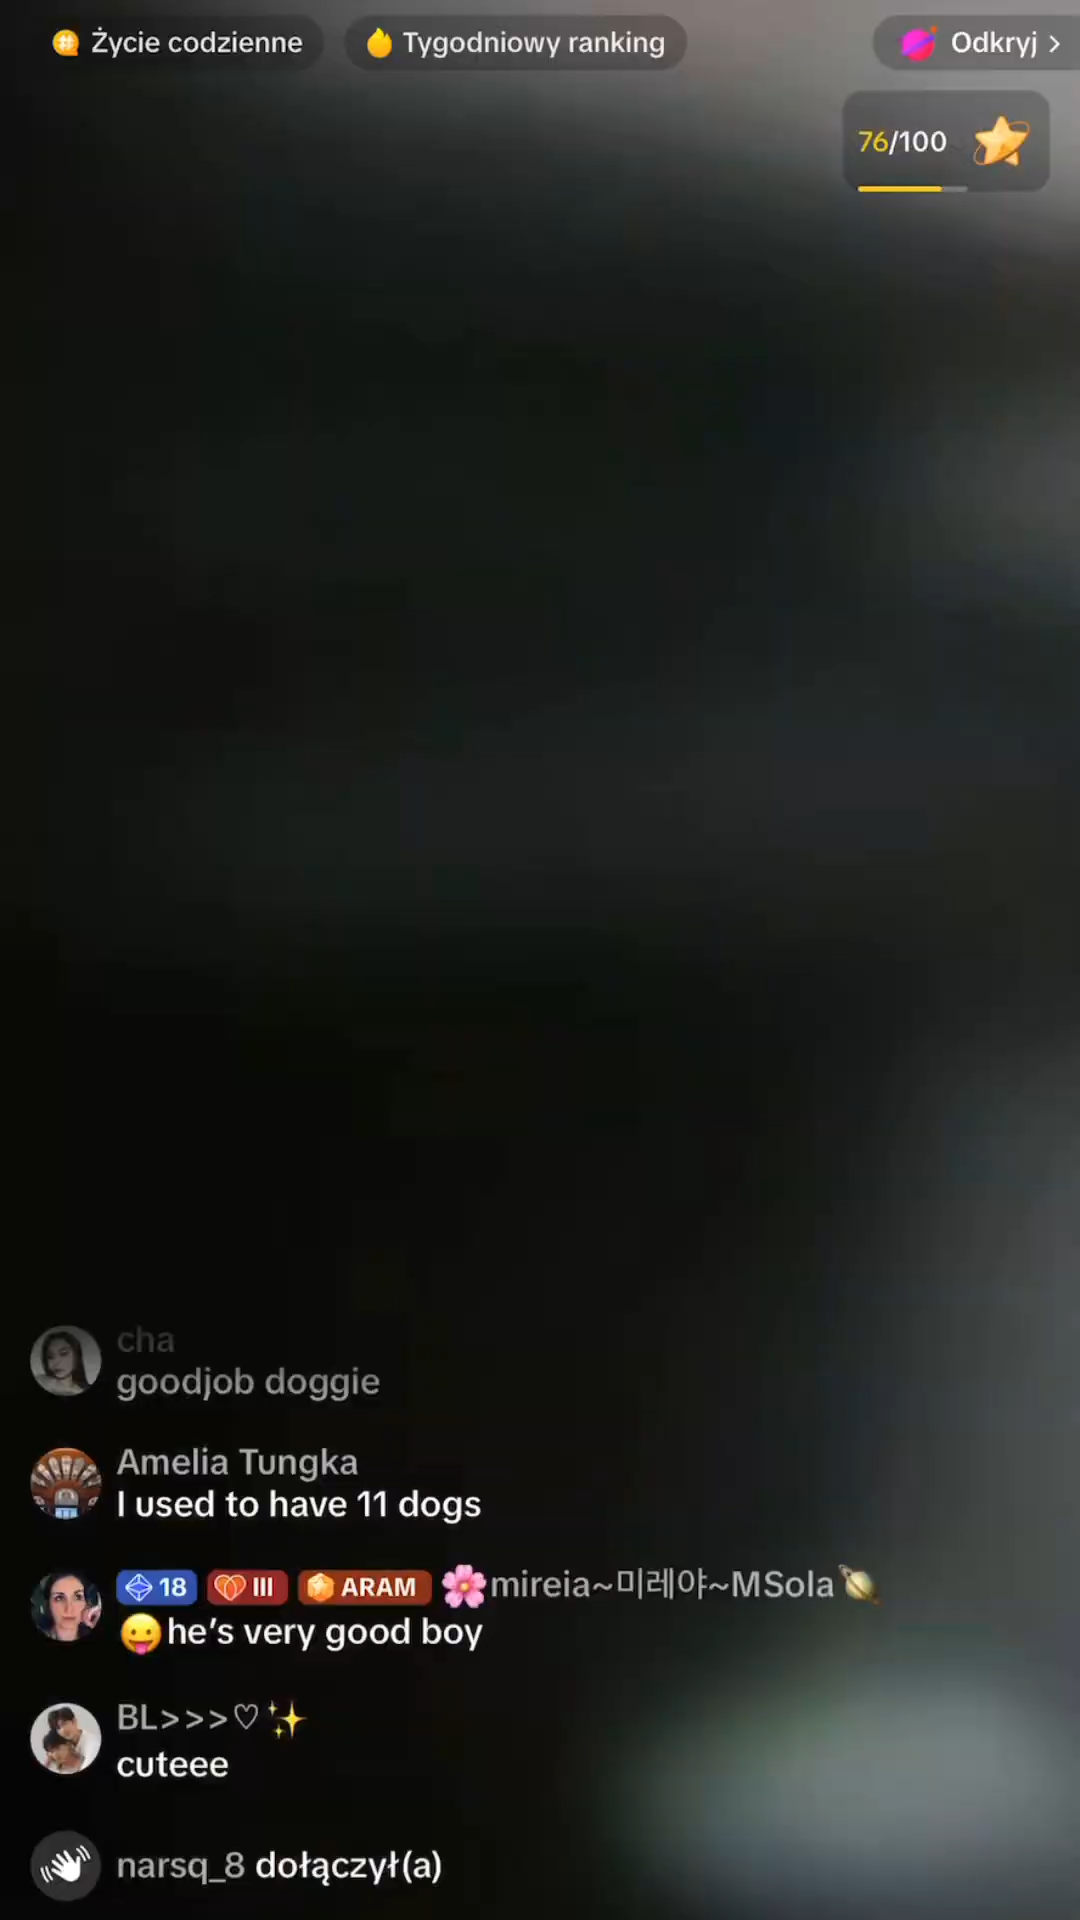 Życie codzienne
Tygodniowy ranking
Odkryj >
76/100
cha
goodjob doggie
Amelia Tungka
I used to have 11 dogs
18 III ARAM 🌸mireia~미레야~MSola🪐
😛he's very good boy
BL>>>♡✨
cuteee
narsq_8 dołączył(a)